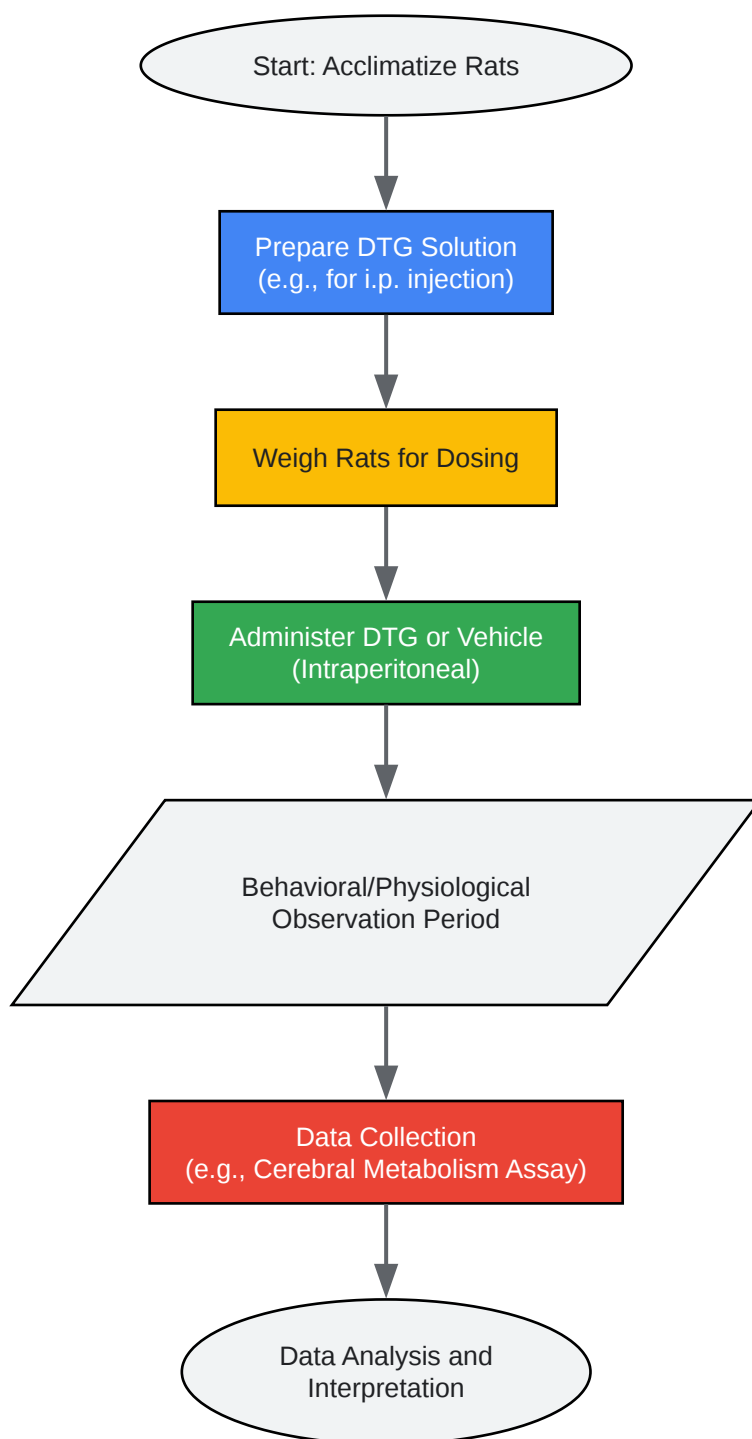 Start: Acclimatize Rats
Prepare DTG Solution
(e.g., for i.p. injection)
Weigh Rats for Dosing
Administer DTG or Vehicle
(Intraperitoneal)
Behavioral/Physiological
Observation Period
Data Collection
(e.g., Cerebral Metabolism Assay)
Data Analysis and
Interpretation